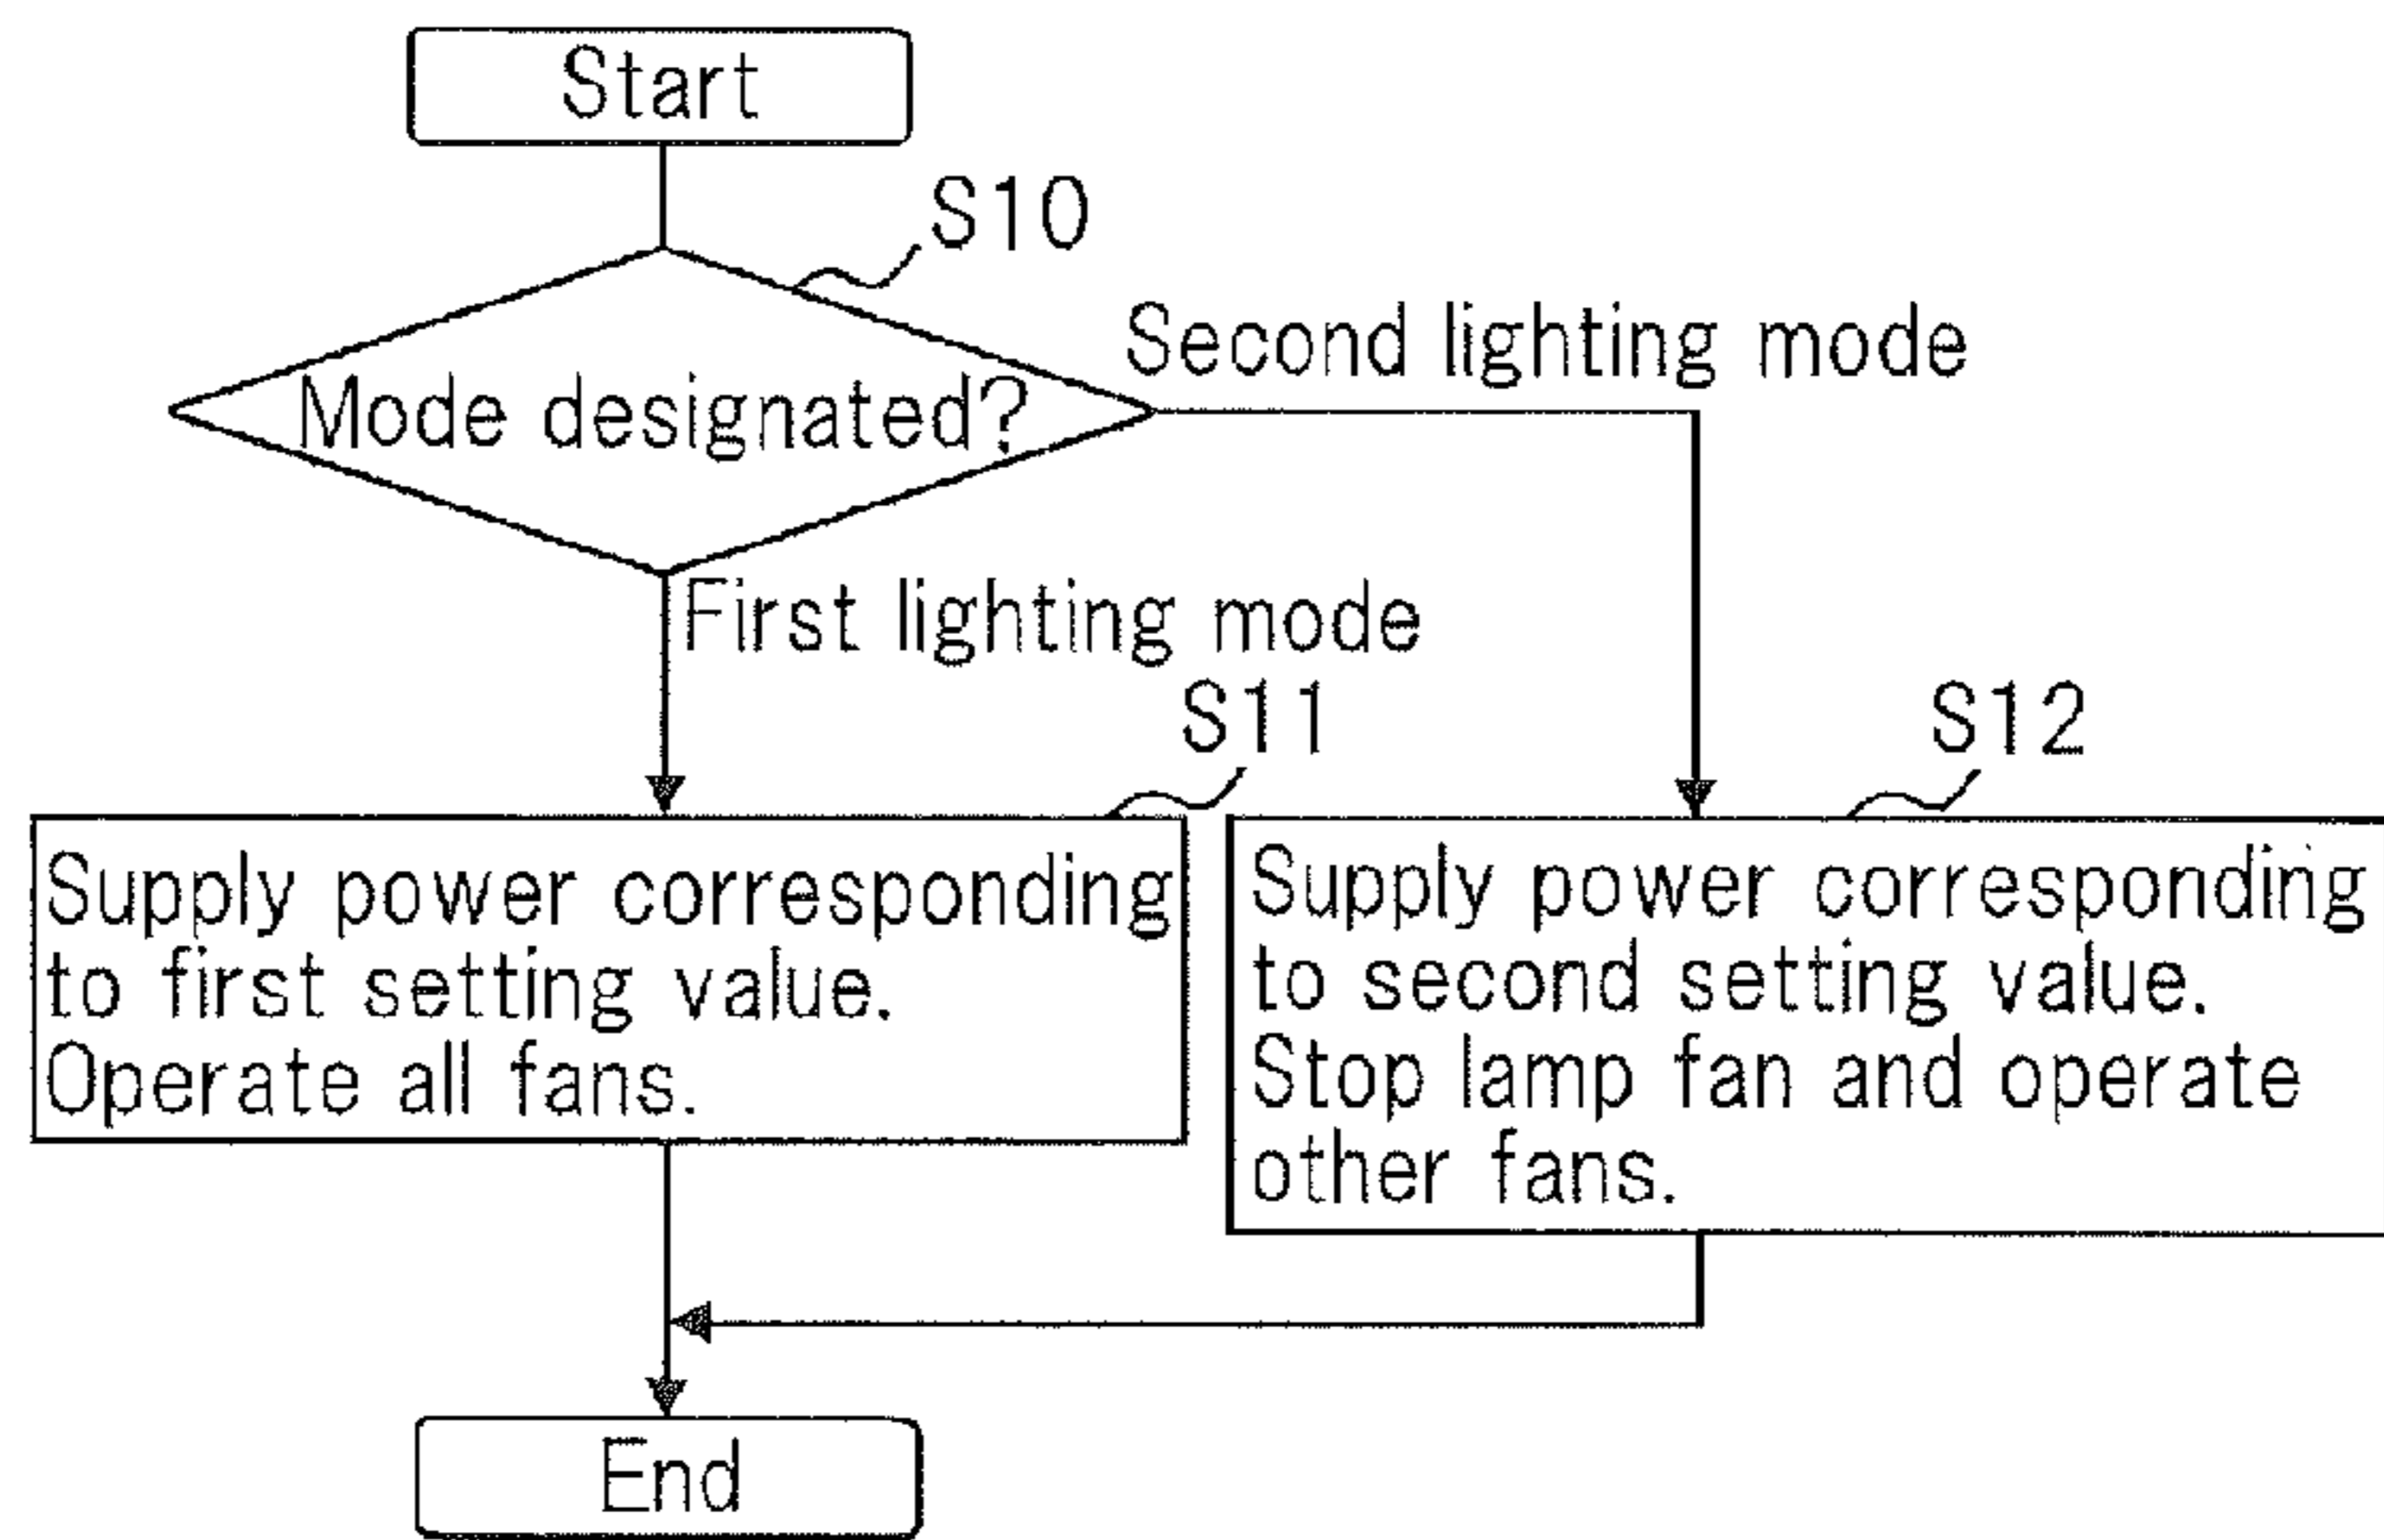 Start
S10
Second lighting mode
Mode designated?
First lighting mode
S11
S12
Supply power corresponding
to first setting value.
Operate all fans.
Supply power corresponding
to second setting value.
Stop lamp fan and operate
other fans.
End